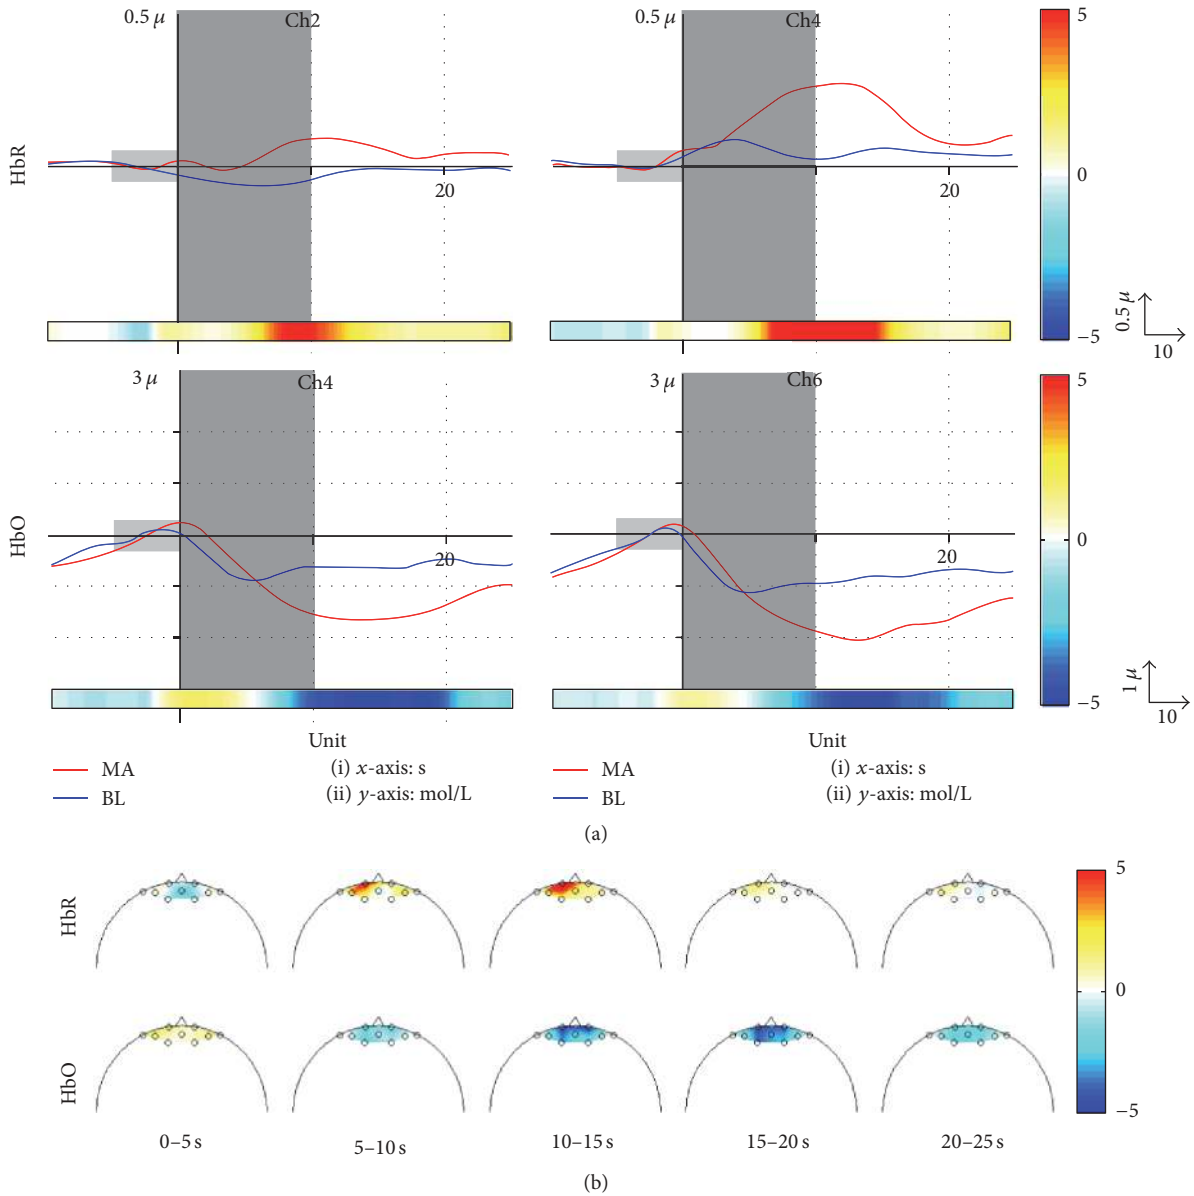 0.5 μ
Ch2
0.5 μ
Ch4
5
HbR
20
20
0
0.5 μ
10
−5
3 μ
Ch4
3 μ
Ch6
5
HbO
20
20
0
1 μ
10
−5
Unit
Unit
MA
(i) x-axis: s
MA
(i) x-axis: s
BL
(ii) y-axis: mol/L
BL
(ii) y-axis: mol/L
(a)
HbR
5
0
HbO
−5
0–5 s
5–10 s
10–15 s
15–20 s
20–25 s
(b)